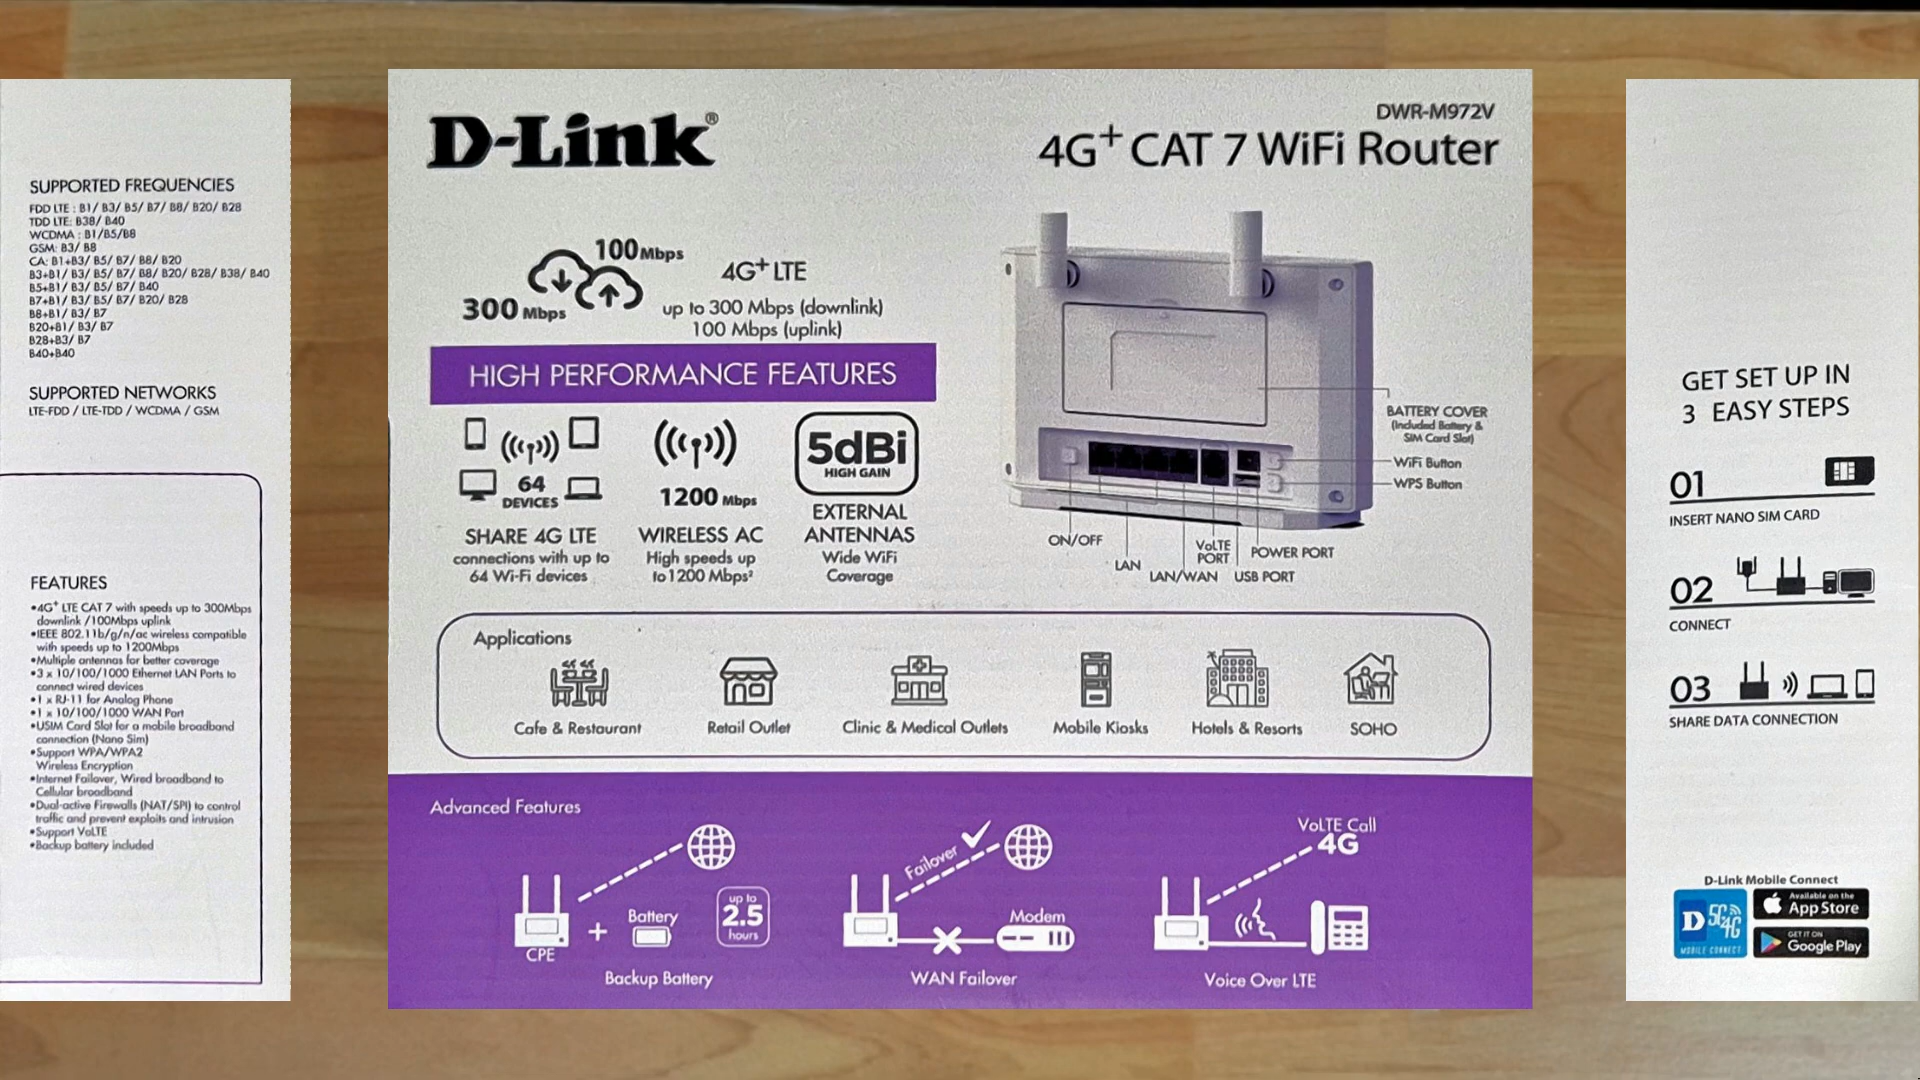 SUPPORTED FREQUENCIES
FDD LTE : B1/ B3/ B5/ B7/ B8/ B20/ B28
TDD LTE: B38/ B40
WCDMA : B1/B5/B8
GSM: B3/ B8
CA: B1+B3/ B5/ B7/ B8/ B20
B3+B1/ B3/ B5/ B7/ B8/ B20/ B28/ B38/ B40
B5+B1/ B3/ B5/ B7/ B40
B7+B1/ B3/ B5/ B7/ B20/ B28
B8+B1/ B3/ B7
B20+B1/ B3/ B7
B28+B3/ B7
B40+B40
SUPPORTED NETWORKS
LTE-FDD / LTE-TDD / WCDMA / GSM
FEATURES
•4G+ LTE CAT 7 with speeds up to 300Mbps
downlink /100Mbps uplink
•IEEE 802.11b/g/n/ac wireless compatible
with speeds up to 1200Mbps
•Multiple antennas for better coverage
•3 x 10/100/1000 Ethernet LAN Ports to
connect wired devices
•1 x RJ-11 for Analog Phone
•1 x 10/100/1000 WAN Port
•USIM Card Slot for a mobile broadband
connection (Nano Sim)
•Support WPA/WPA2
Wireless Encryption
•Internet Failover, Wired broadband to
Cellular broadband
•Dual-active Firewalls (NAT/SPI) to control
traffic and prevent exploits and intrusion
•Support VoLTE
•Backup battery included
D-Link®
DWR-M972V
4G+ CAT 7 WiFi Router
100 Mbps
300 Mbps
4G+ LTE
up to 300 Mbps (downlink)
100 Mbps (uplink)
HIGH PERFORMANCE FEATURES
64
DEVICES
SHARE 4G LTE
connections with up to
64 Wi-Fi devices
1200 Mbps
WIRELESS AC
High speeds up
to 1200 Mbps²
5dBi
HIGH GAIN
EXTERNAL
ANTENNAS
Wide WiFi
Coverage
BATTERY COVER
(Included Battery &
SIM Card Slot)
WiFi Button
WPS Button
ON/OFF
LAN
LAN/WAN
VoLTE
PORT
USB PORT
POWER PORT
Applications
Cafe & Restaurant
Retail Outlet
Clinic & Medical Outlets
Mobile Kiosks
Hotels & Resorts
SOHO
Advanced Features
CPE
+
Battery
up to
2.5
hours
Backup Battery
Failover
Modem
WAN Failover
VoLTE Call
4G
Voice Over LTE
GET SET UP IN
3 EASY STEPS
01
INSERT NANO SIM CARD
02
CONNECT
03
SHARE DATA CONNECTION
D-Link Mobile Connect
D 5G 4G
MOBILE CONNECT
Available on the
App Store
GET IT ON
Google Play